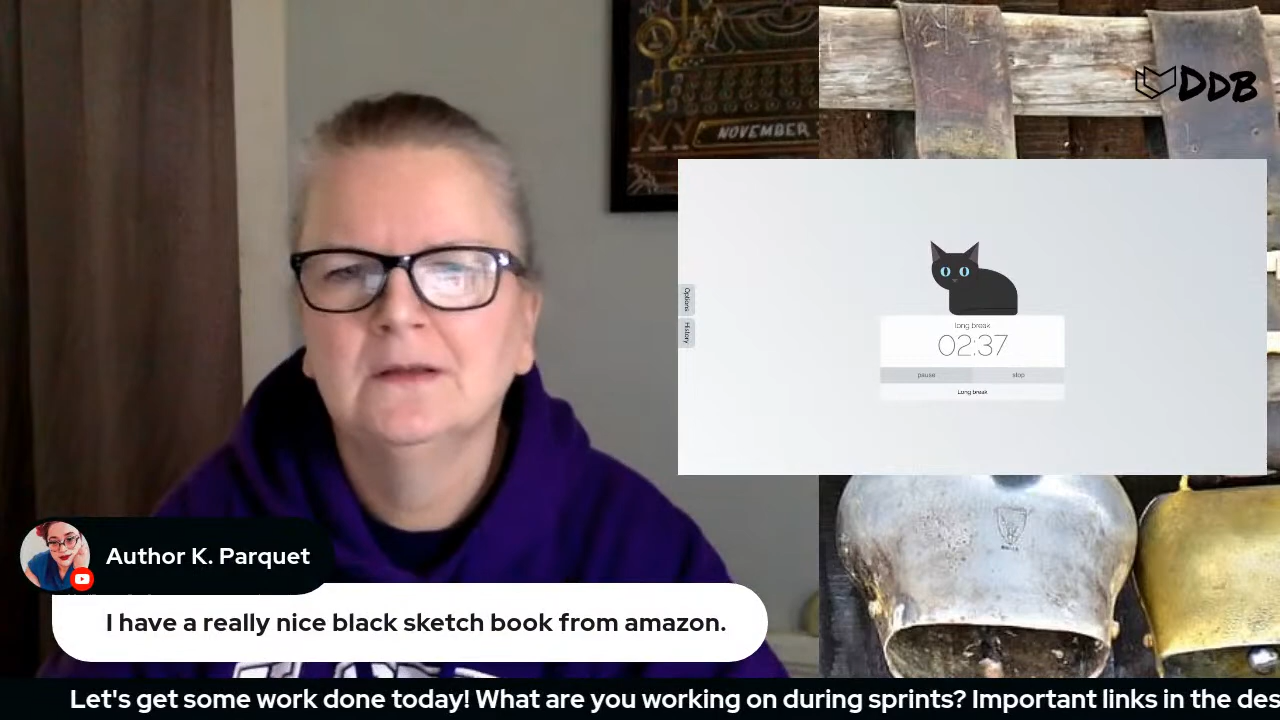 NOVEMBER
DDB
Options
History
long break
02:37
pause
stop
Long break
Author K. Parquet
I have a really nice black sketch book from amazon.
Let's get some work done today! What are you working on during sprints? Important links in the des